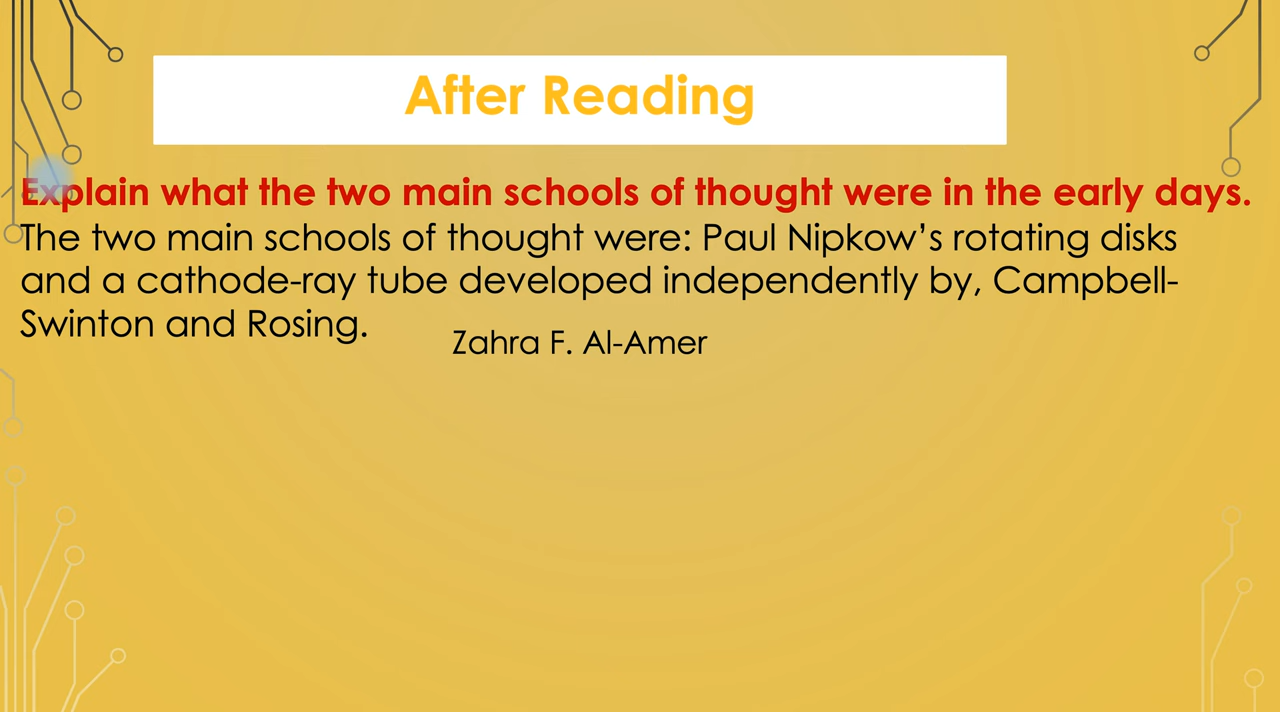 After Reading
Explain what the two main schools of thought were in the early days.
The two main schools of thought were: Paul Nipkow’s rotating disks
and a cathode-ray tube developed independently by, Campbell-
Swinton and Rosing.
Zahra F. Al-Amer